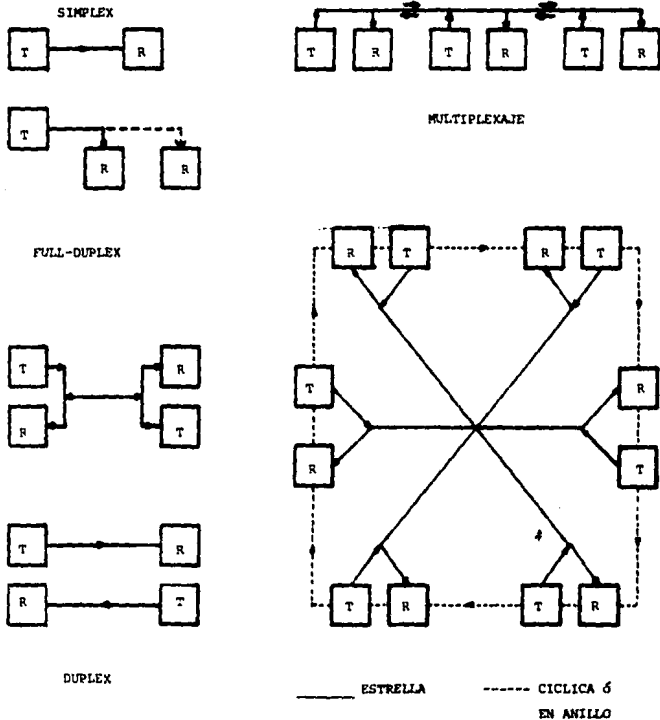 SIMPLEX
T R
T
R R
FULL-DUPLEX
T R
R T
T R
R T
DUPLEX
T R T R T R
MULTIPLEXAJE
R T R T
T R
R T
T R T R
ESTRELLA
CICLICA ó
EN ANILLO